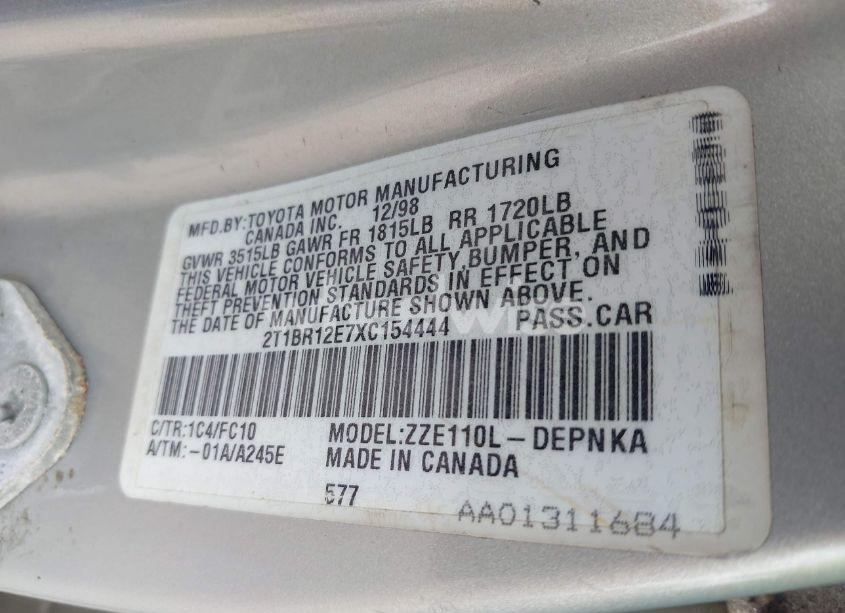 MFD.BY:TOYOTA MOTOR MANUFACTURING
CANADA INC. 12/98
GVWR 3515LB GAWR FR 1815LB RR 1720LB
THIS VEHICLE CONFORMS TO ALL APPLICABLE
FEDERAL MOTOR VEHICLE SAFETY,BUMPER, AND
THEFT PREVENTION STANDARDS IN EFFECT ON
THE DATE OF MANUFACTURE SHOWN ABOVE.
2T1BR12E7XC154444 PASS.CAR
C/TR:1C4/FC10 MODEL:ZZE110L-DEPNKA
A/TM:-01A/A245E MADE IN CANADA
577 AA01311684